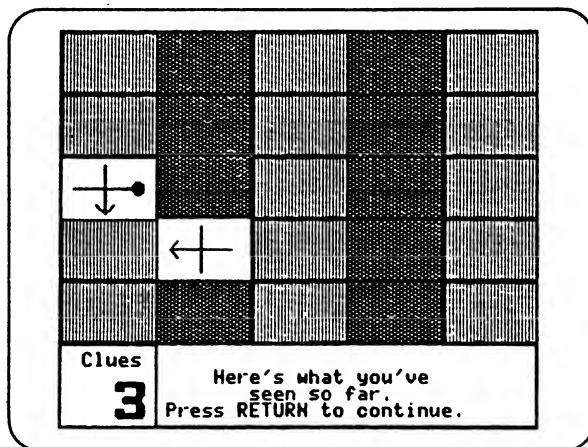 Clues
3
Here's what you've
seen so far.
Press RETURN to continue.